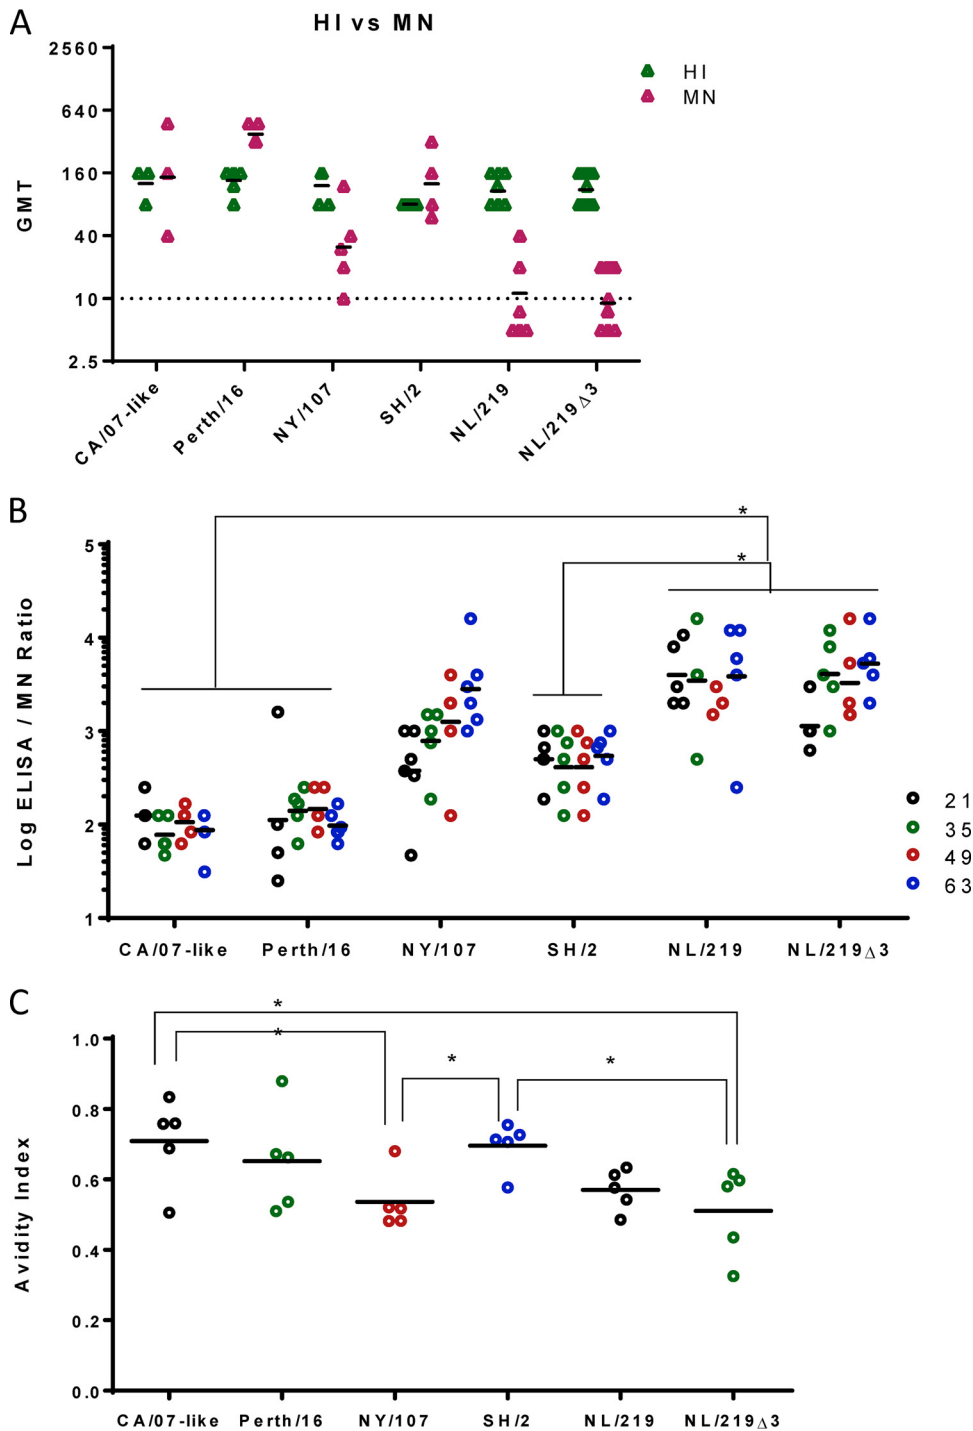 A
HI vs MN
2560
640
160
40
10
2.5
GMT
HI
MN
CA/07-like
Perth/16
NY/107
SH/2
NL/219
NL/219Δ3
B
*
*
5
4
3
2
1
Log ELISA / MN Ratio
21
35
49
63
CA/07-like Perth/16 NY/107 SH/2 NL/219 NL/219Δ3
C
*
*
*
*
1.0
0.8
0.6
0.4
0.2
0.0
Avidity Index
CA/07-like Perth/16 NY/107 SH/2 NL/219 NL/219Δ3